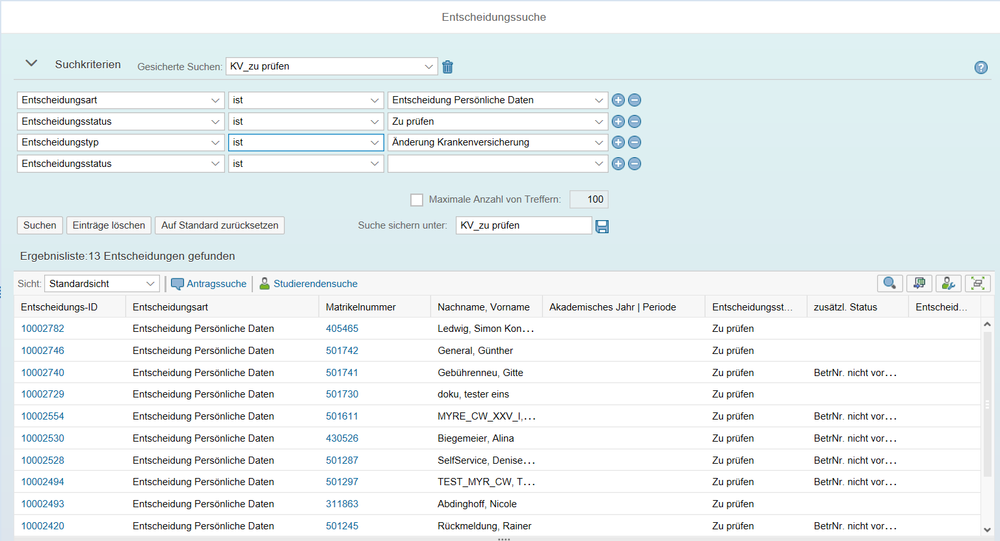 Entscheidungssuche
Suchkriterien Gesicherte Suchen: KV_zu prüfen
Entscheidungsart ist Entscheidung Persönliche Daten
Entscheidungsstatus ist Zu prüfen
Entscheidungstyp ist Änderung Krankenversicherung
Entscheidungsstatus ist
Maximale Anzahl von Treffern: 100
Suchen Einträge löschen Auf Standard zurücksetzen Suche sichern unter: KV_zu prüfen
Ergebnisliste:13 Entscheidungen gefunden
Sicht: Standardsicht Antragssuche Studierendensuche
Entscheidungs-ID Entscheidungsart Matrikelnummer Nachname, Vorname Akademisches Jahr | Periode Entscheidungsst... zusätzl. Status Entscheid...
10002782 Entscheidung Persönliche Daten 405465 Ledwig, Simon Kon... Zu prüfen
10002746 Entscheidung Persönliche Daten 501742 General, Günther Zu prüfen
10002740 Entscheidung Persönliche Daten 501741 Gebührenneu, Gitte Zu prüfen BetrNr. nicht vor...
10002729 Entscheidung Persönliche Daten 501730 doku, tester eins Zu prüfen
10002554 Entscheidung Persönliche Daten 501611 MYRE_CW_XXV_I,... Zu prüfen BetrNr. nicht vor...
10002530 Entscheidung Persönliche Daten 430526 Biegemeier, Alina Zu prüfen BetrNr. nicht vor...
10002528 Entscheidung Persönliche Daten 501287 SelfService, Denise... Zu prüfen BetrNr. nicht vor...
10002494 Entscheidung Persönliche Daten 501297 TEST_MYR_CW, T... Zu prüfen BetrNr. nicht vor...
10002493 Entscheidung Persönliche Daten 311863 Abdinghoff, Nicole Zu prüfen
10002420 Entscheidung Persönliche Daten 501245 Rückmeldung, Rainer Zu prüfen BetrNr. nicht vor...